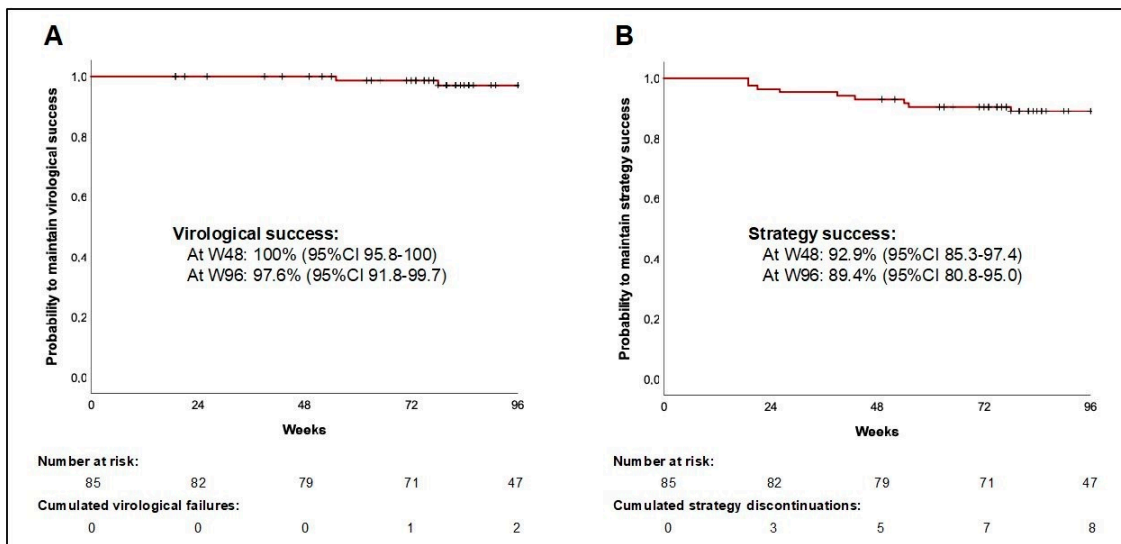 A
Probability to maintain virological success
1.0
0,8
0,6
0,4
0,2
0,0
Virological success:
At W48: 100% (95%CI 95.8-100)
At W96: 97.6% (95%CI 91.8-99.7)
0 24 48 72 96
Weeks
Number at risk:
85 82 79 71 47
Cumulated virological failures:
0 0 0 1 2
B
Probability to maintain strategy success
1.0
0,8
0,6
0,4
0,2
0,0
Strategy success:
At W48: 92.9% (95%CI 85.3-97.4)
At W96: 89.4% (95%CI 80.8-95.0)
0 24 48 72 96
Weeks
Number at risk:
85 82 79 71 47
Cumulated strategy discontinuations:
0 3 5 7 8